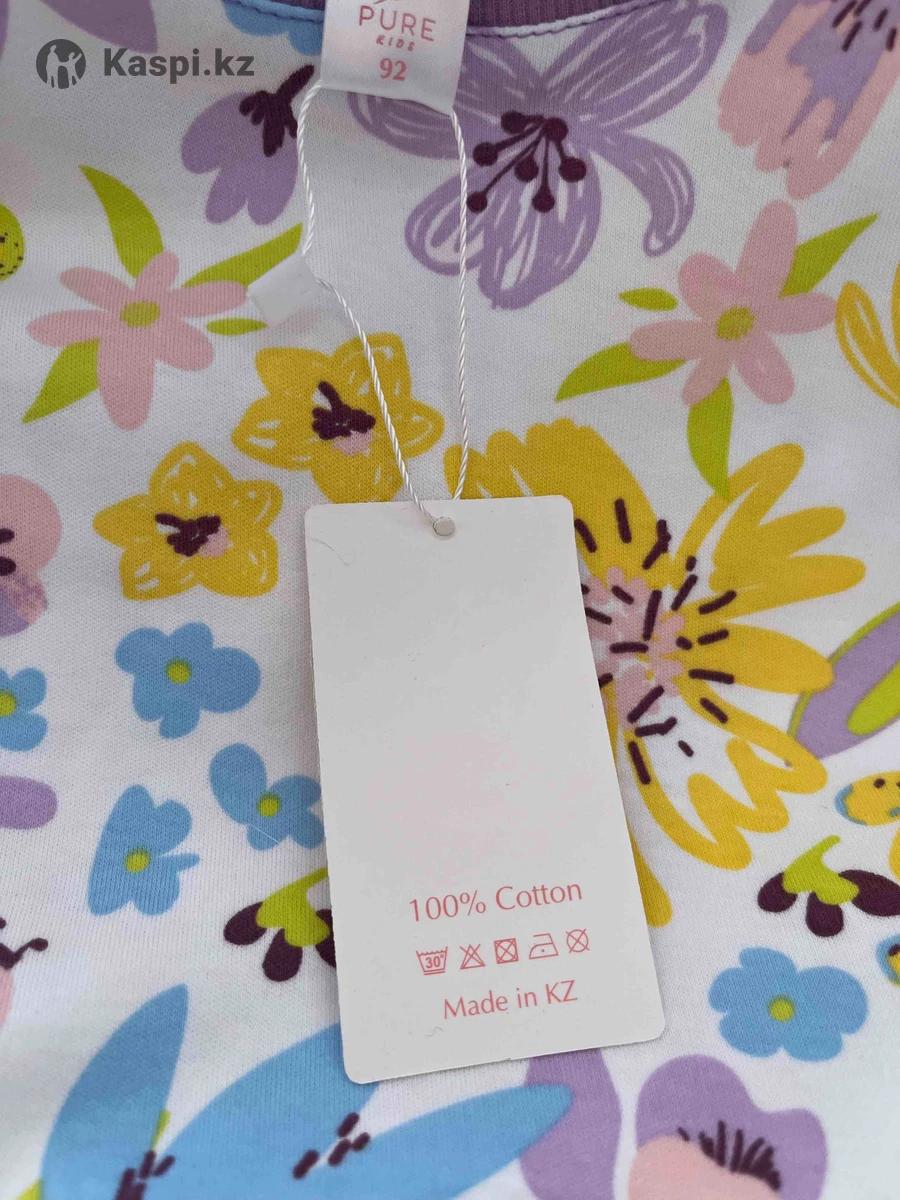 PURE
KIDS
92
Kaspi.kz
100% Cotton
30°
Made in KZ